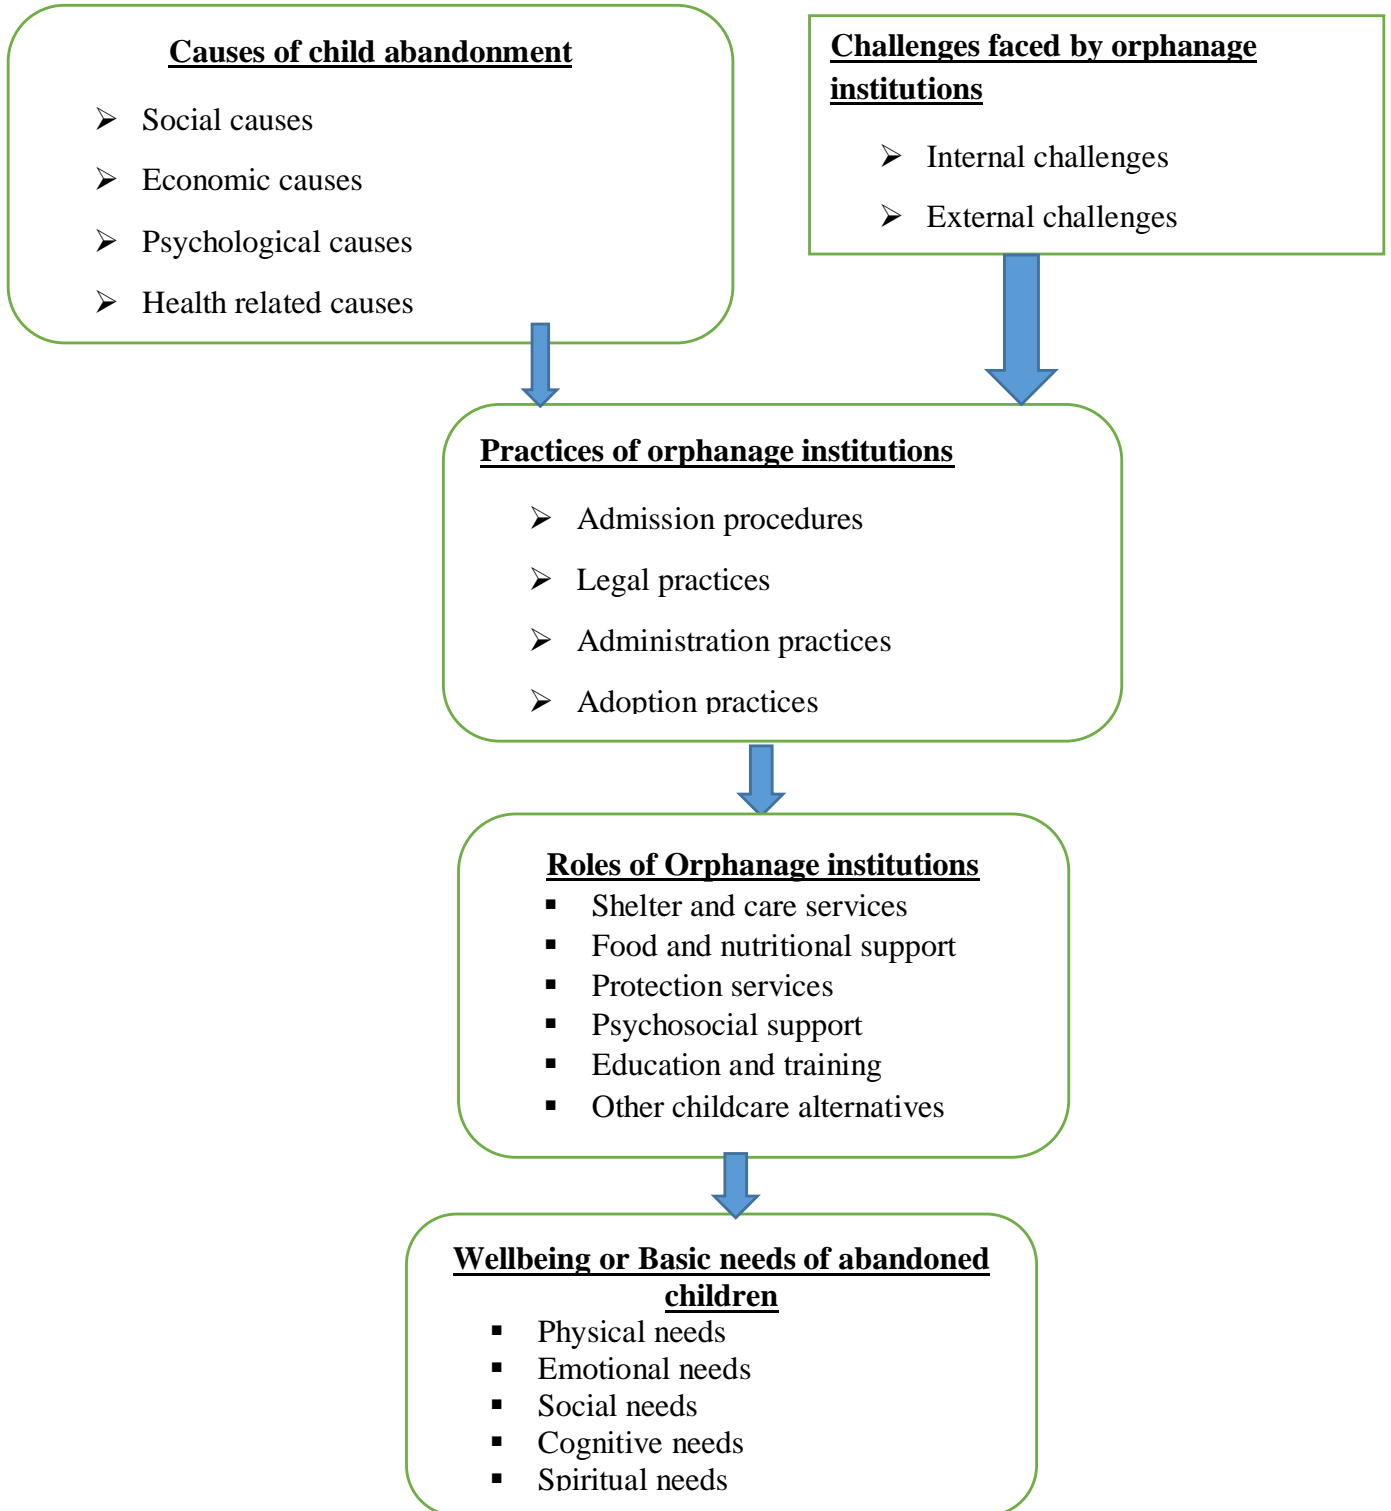 Causes of child abandonment
➢ Social causes
➢ Economic causes
➢ Psychological causes
➢ Health related causes
Challenges faced by orphanage
institutions
➢ Internal challenges
➢ External challenges
Practices of orphanage institutions
➢ Admission procedures
➢ Legal practices
➢ Administration practices
➢ Adoption practices
Roles of Orphanage institutions
▪ Shelter and care services
▪ Food and nutritional support
▪ Protection services
▪ Psychosocial support
▪ Education and training
▪ Other childcare alternatives
Wellbeing or Basic needs of abandoned
children
▪ Physical needs
▪ Emotional needs
▪ Social needs
▪ Cognitive needs
▪ Spiritual needs